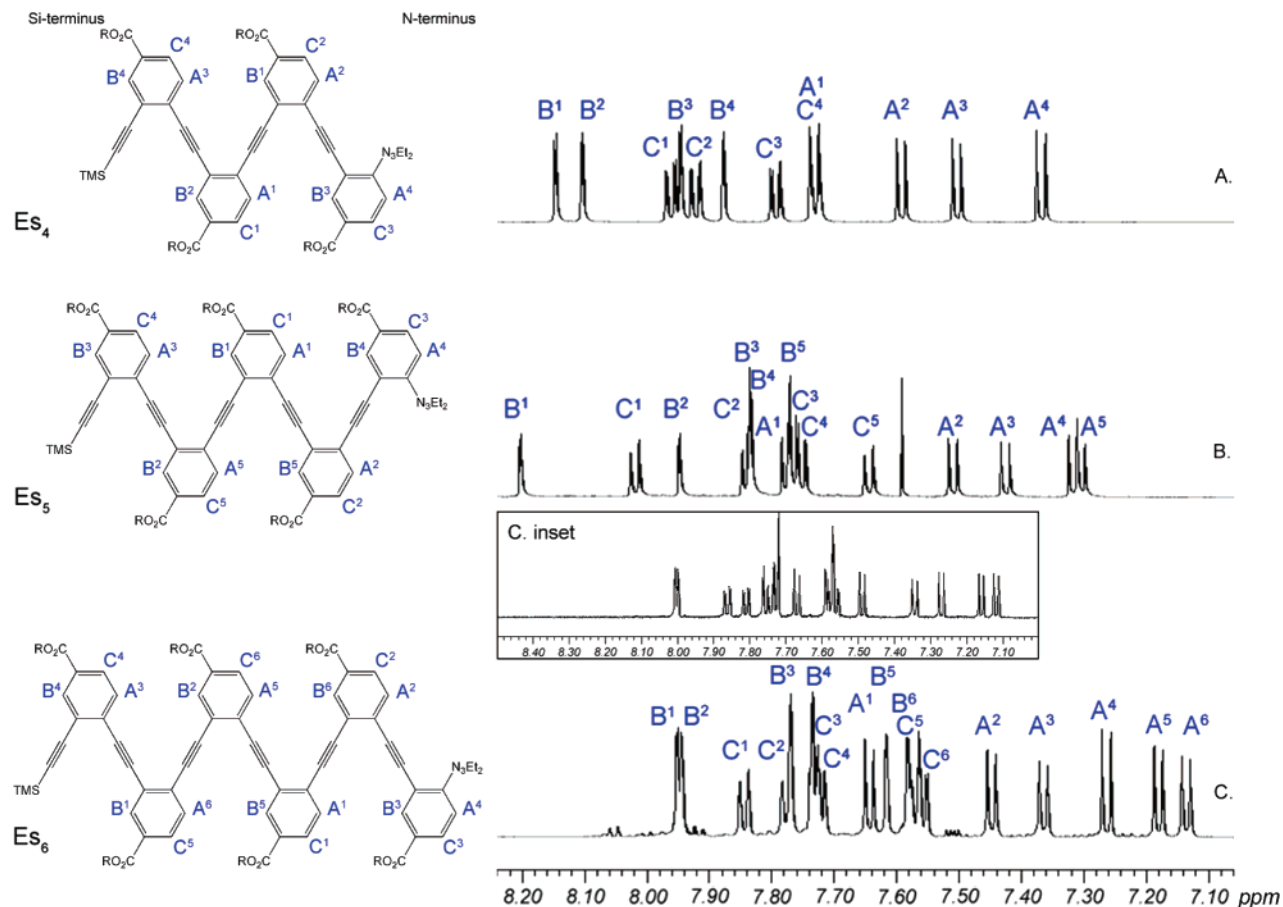 Si-terminus N-terminus
RO₂C C⁴ RO₂C C²
B⁴ A³ B¹ A²
TMS N₃Et₂
B² A¹ B³ A⁴
Es₄
C¹ C³
RO₂C RO₂C
B¹ B² C¹ B³ C² B⁴ C³ A¹ C⁴ A² A³ A⁴
A.
RO₂C C⁴ RO₂C C¹ RO₂C C³
B³ A³ B¹ A¹ B⁴ A⁴
N₃Et₂
TMS
B² A⁵ B⁵ A²
Es₅
C⁵ C²
RO₂C RO₂C
B¹ C¹ B² C² B³ B⁴ A¹ B⁵ C³ C⁴ C⁵ A² A³ A⁴ A⁵
B.
C. inset
8.40 8.30 8.20 8.10 8.00 7.90 7.80 7.70 7.60 7.50 7.40 7.30 7.20 7.10
RO₂C C⁴ RO₂C C⁶ RO₂C C²
B⁴ A³ B² A⁵ B⁶ A²
TMS N₃Et₂
B¹ A⁶ B⁵ A¹ B³ A⁴
Es₆
C⁵ C¹ C³
RO₂C RO₂C RO₂C
B¹ B² C¹ C² B³ B⁴ C³ C⁴ A¹ B⁵ B⁶ C⁵ C⁶ A² A³ A⁴ A⁵ A⁶
C.
8.20 8.10 8.00 7.90 7.80 7.70 7.60 7.50 7.40 7.30 7.20 7.10 ppm